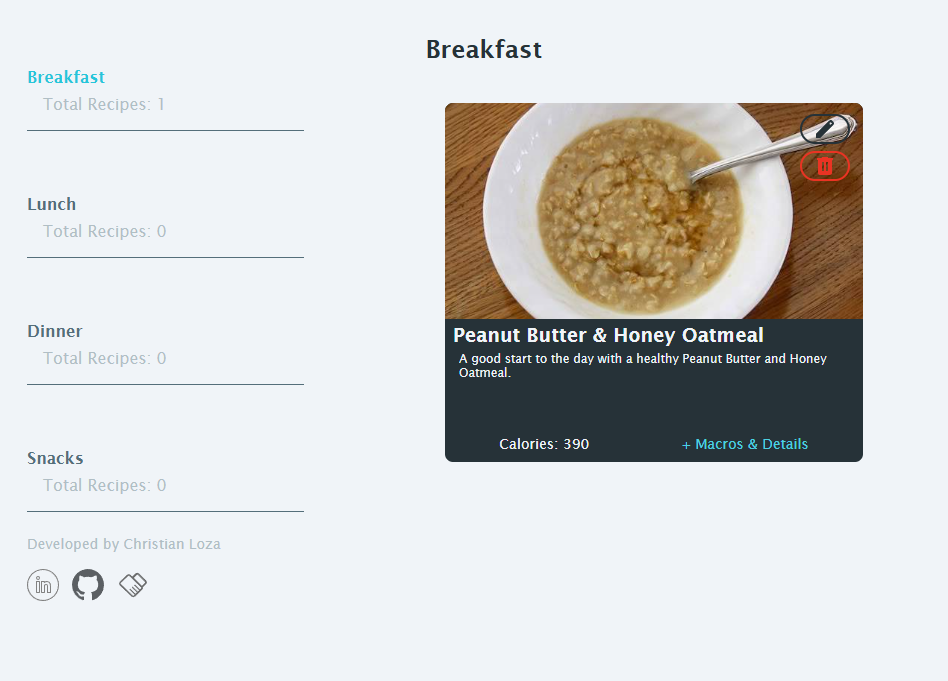 Breakfast
Breakfast
Total Recipes: 1
Lunch
Total Recipes: 0
Dinner
Total Recipes: 0
Snacks
Total Recipes: 0
Developed by Christian Loza
in
Peanut Butter & Honey Oatmeal
A good start to the day with a healthy Peanut Butter and Honey
Oatmeal.
Calories: 390
+ Macros & Details